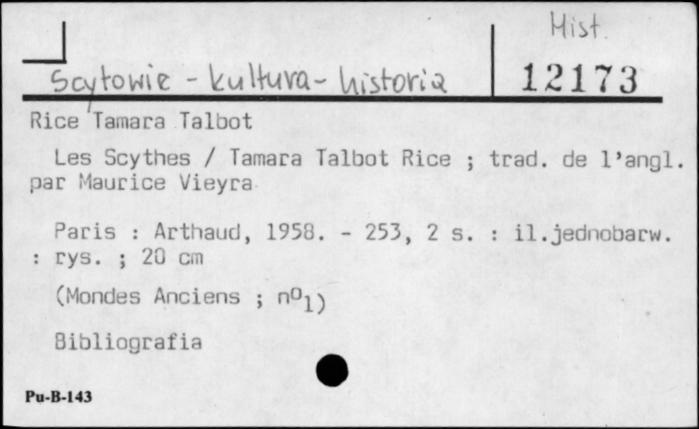 Hist.
Scytowie - kultura - historia
12173
Rice Tamara Talbot
Les Scythes / Tamara Talbot Rice ; trad. de l'angl.
par Maurice Vieyra
Paris : Arthaud, 1958. - 253, 2 s. : il.jednobarw.
: rys. ; 20 cm
(Mondes Anciens ; nº1)
Bibliografia
Pu-B-143